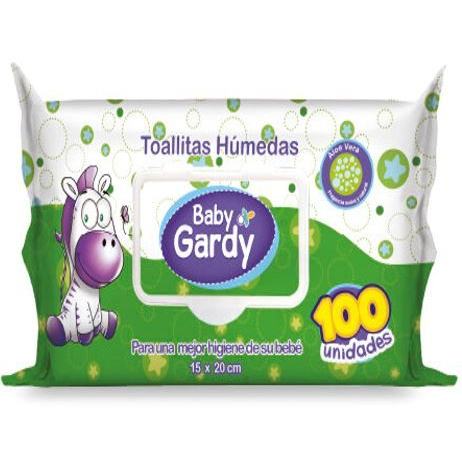 Toallitas Húmedas
Aloe Vera
Baby
Gardy
100
unidades
Para una mejor higiene de su bebé
15 x 20 cm